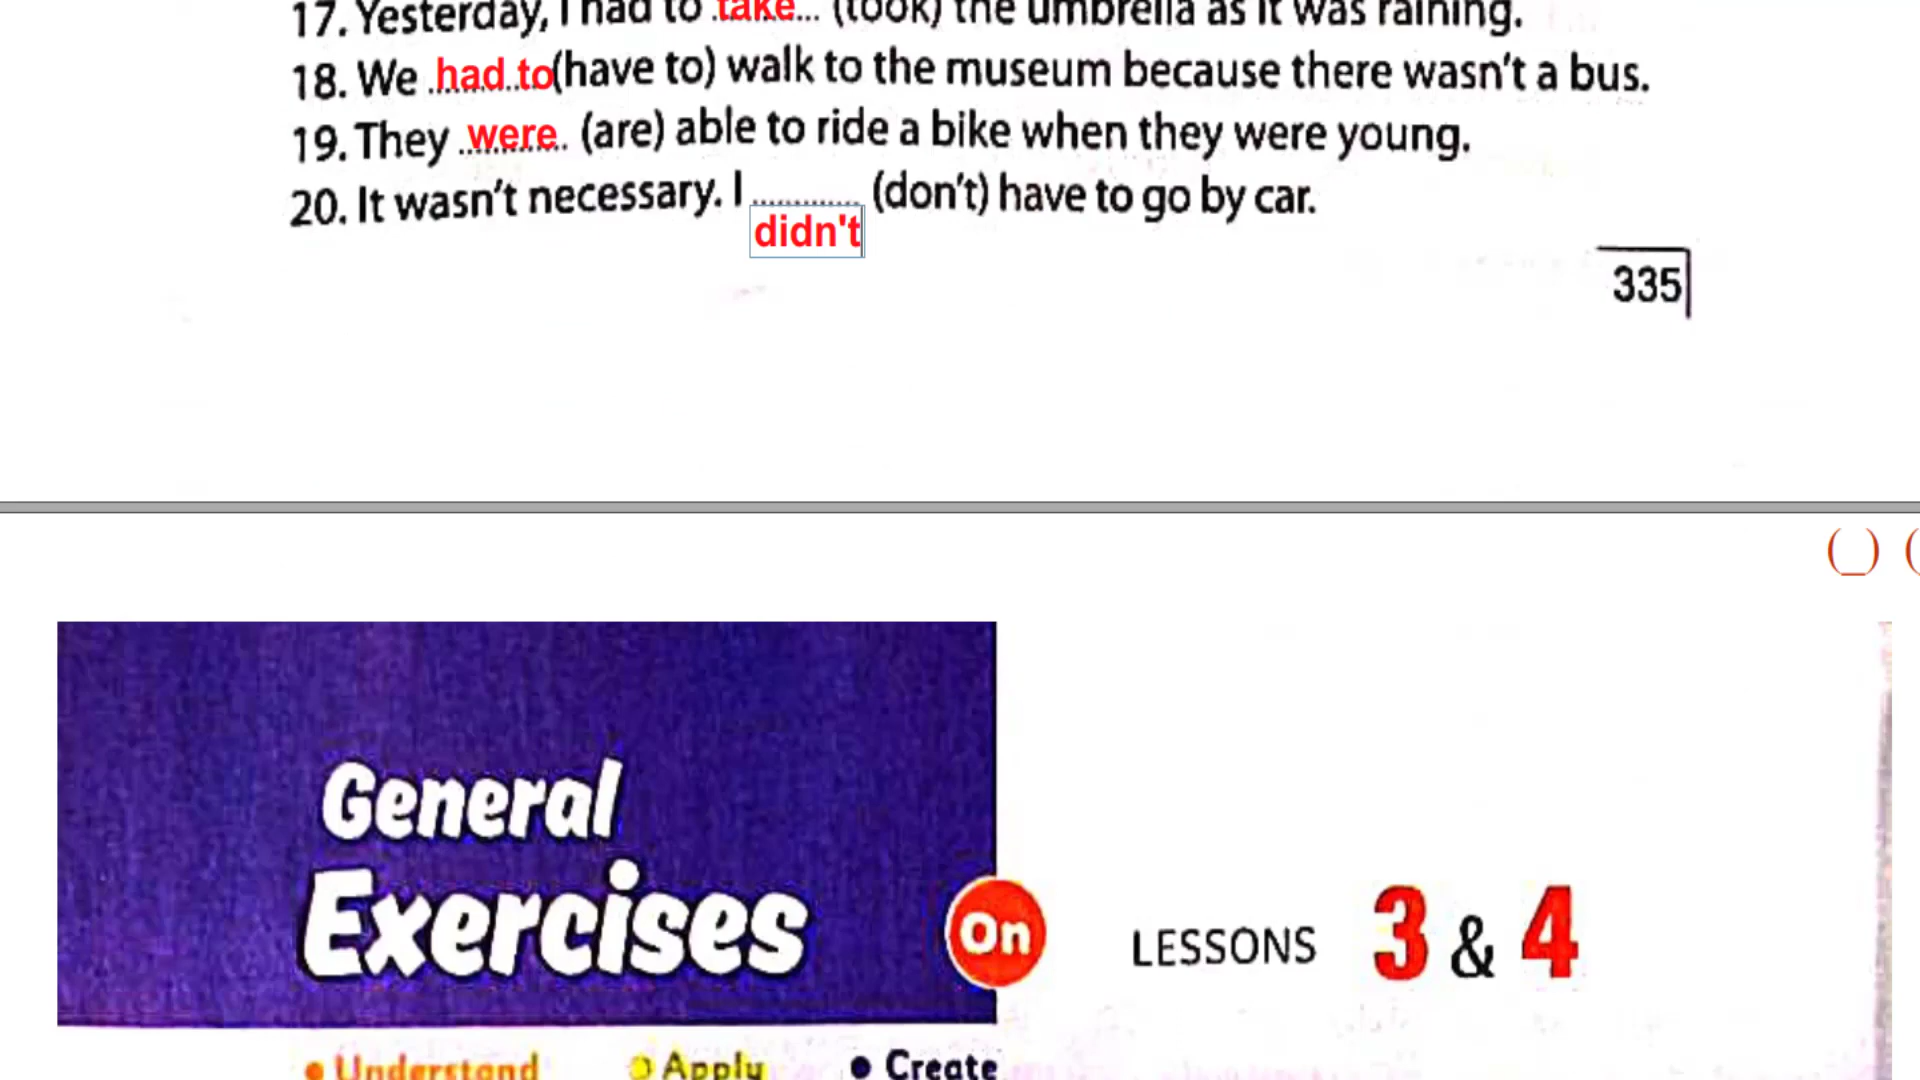 17. Yesterday, I had to .take... (took) the umbrella as it was raining.
18. We .had to(have to) walk to the museum because there wasn't a bus.
19. They ..were.. (are) able to ride a bike when they were young.
20. It wasn't necessary. I ............. (don't) have to go by car.
didn't
335
(_) (
General
Exercises
On
LESSONS 3 & 4
• Understand • Apply • Create